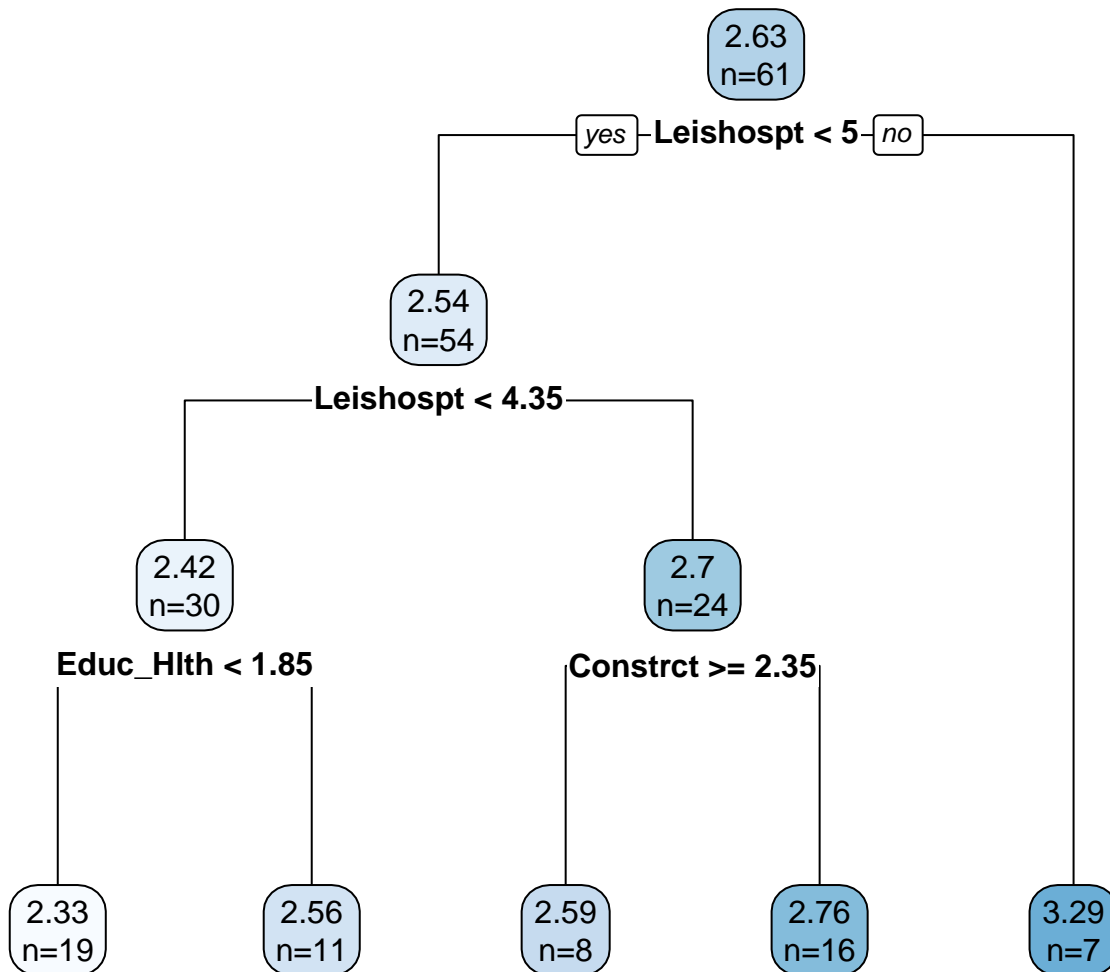 2.63
n=61
yes
Leishospt < 5
no
2.54
n=54
Leishospt < 4.35
2.42
n=30
2.7
n=24
Educ_Hlth < 1.85
Constrct >= 2.35
2.33
n=19
2.56
n=11
2.59
n=8
2.76
n=16
3.29
n=7